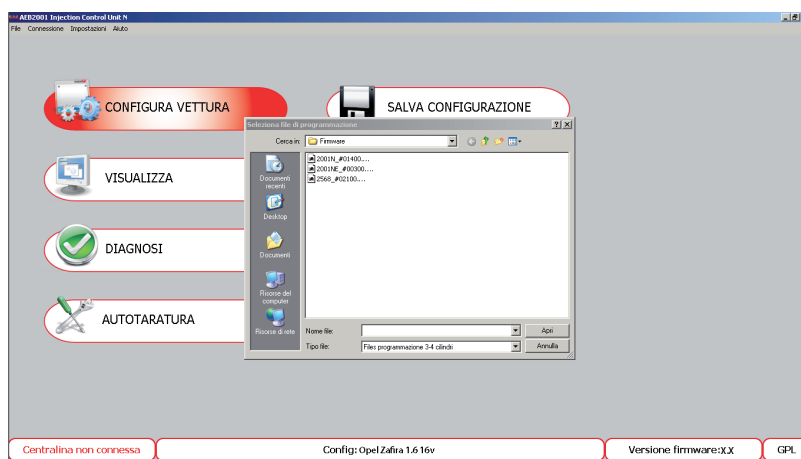 AEB2001 Injection Control Unit N
File Connessione Impostazioni Aiuto
CONFIGURA VETTURA
SALVA CONFIGURAZIONE
VISUALIZZA
DIAGNOSI
AUTOTARATURA
Seleziona file di programmazione
Cerca in:
Firmware
Documenti recenti
Desktop
Documenti
Risorse del computer
Risorse di rete
2001N_#01400....
2001NE_#00300....
2568_#02100....
Nome file:
Apri
Tipo file:
Files programmazione 3-4 cilindri
Annulla
Centralina non connessa
Config: Opel Zafira 1.6 16v
Versione firmware:X.X
GPL